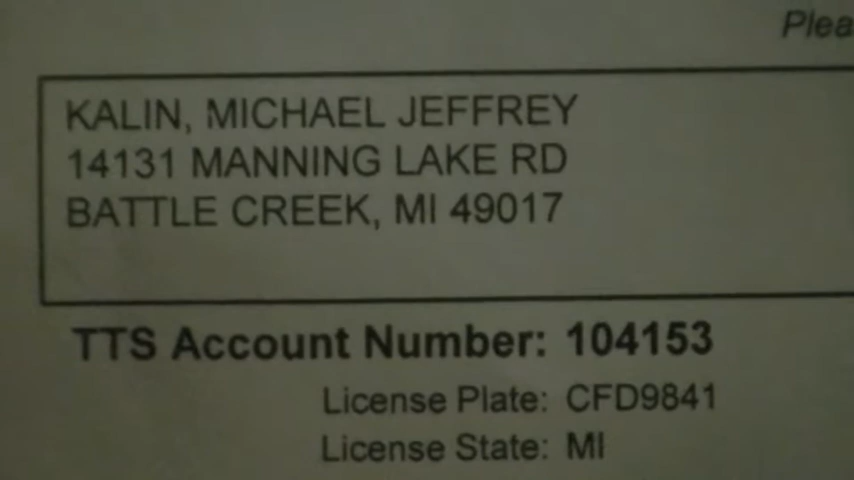 Plea
KALIN, MICHAEL JEFFREY
14131 MANNING LAKE RD
BATTLE CREEK, MI 49017
TTS Account Number: 104153
License Plate: CFD9841
License State: MI